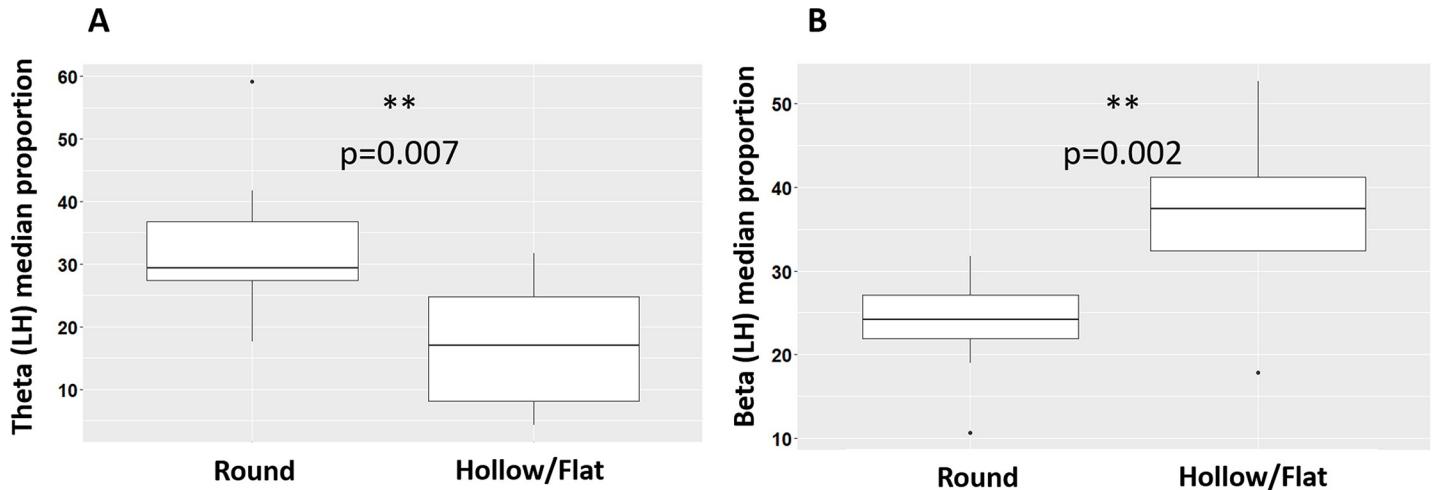 A
Theta (LH) median proportion
60
50
40
30
20
10
**
p=0.007
Round
Hollow/Flat
B
Beta (LH) median proportion
50
40
30
20
10
**
p=0.002
Round
Hollow/Flat